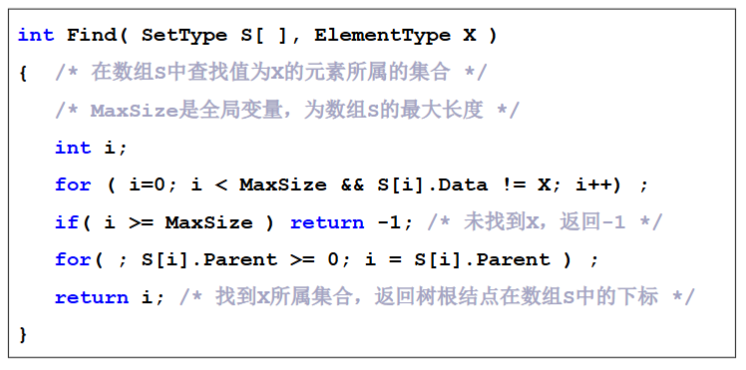 int Find( SetType S[ ], ElementType X )
{ /* 在数组S中查找值为X的元素所属的集合 */
/* MaxSize是全局变量，为数组S的最大长度 */
int i;
for ( i=0; i < MaxSize && S[i].Data != X; i++) ;
if( i >= MaxSize ) return -1; /* 未找到X，返回-1 */
for( ; S[i].Parent >= 0; i = S[i].Parent ) ;
return i; /* 找到X所属集合，返回树根结点在数组S中的下标 */
}